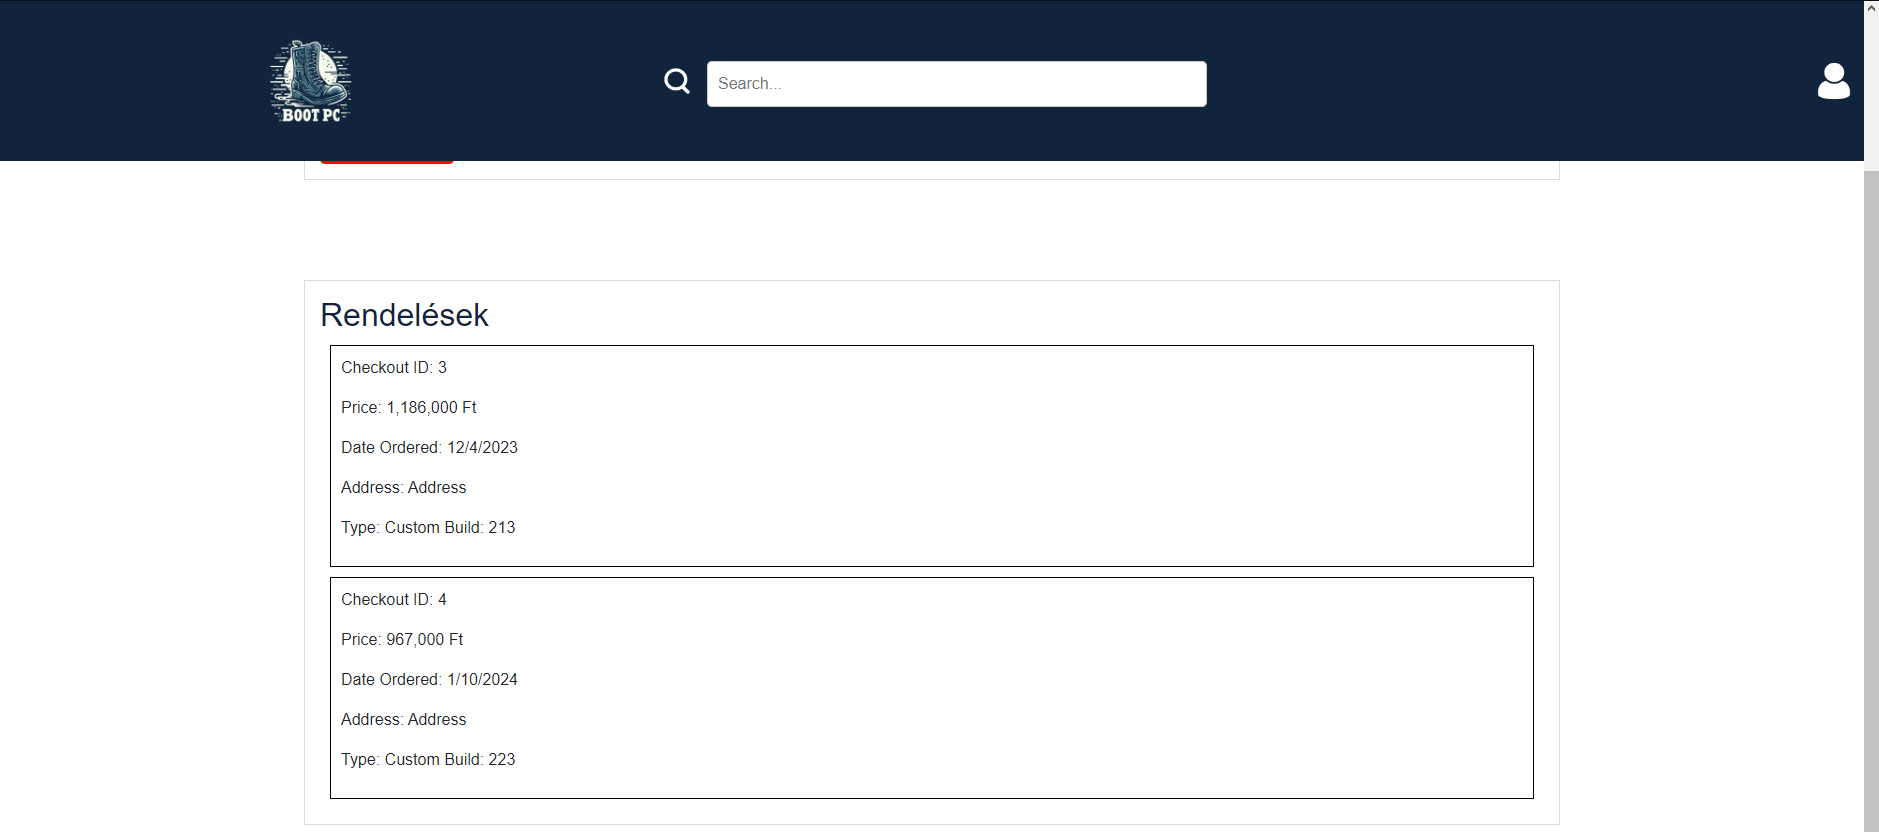 BOOT PC
Search...
Rendelések
Checkout ID: 3
Price: 1,186,000 Ft
Date Ordered: 12/4/2023
Address: Address
Type: Custom Build: 213
Checkout ID: 4
Price: 967,000 Ft
Date Ordered: 1/10/2024
Address: Address
Type: Custom Build: 223